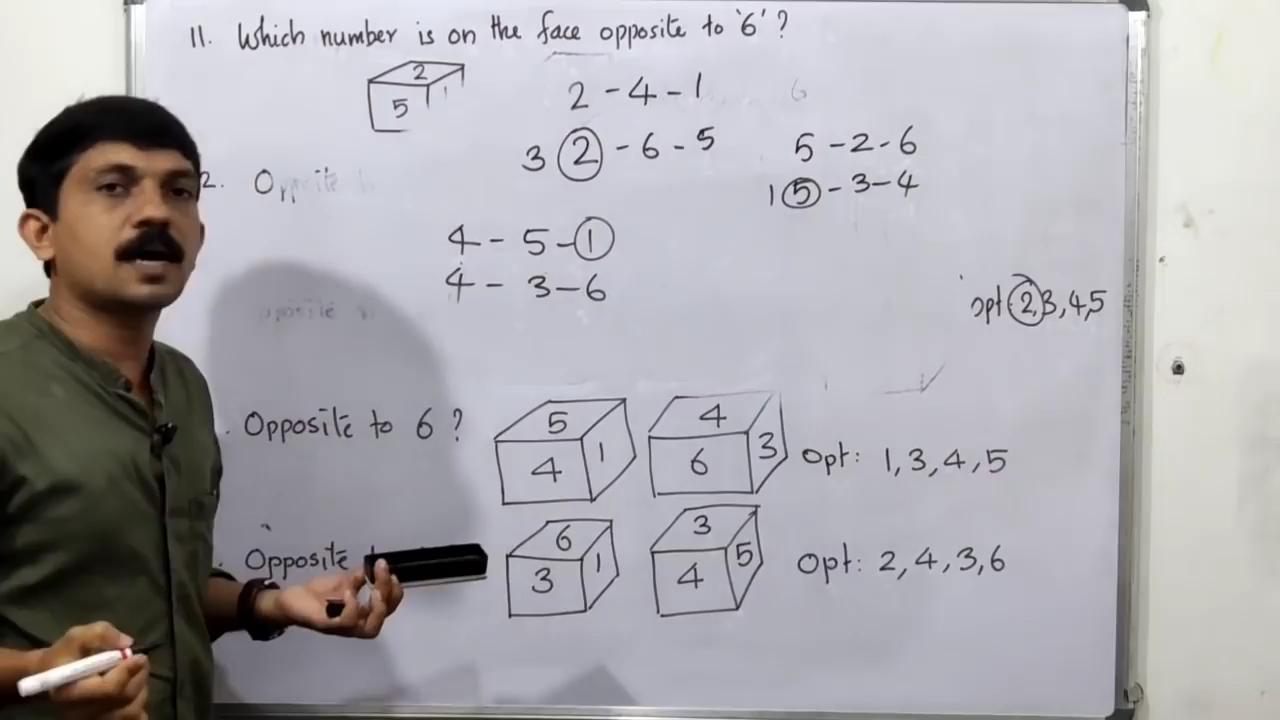 11. Which number is on the face opposite to '6' ?
2
5
1
2 - 4 - 1
3 2 - 6 - 5
5 - 2 - 6
1 5 - 3 - 4
2.
4 - 5 - 1
4 - 3 - 6
opt 2,3,4,5
. Opposite to 6 ?
5
4
1
4
6
3
Opt: 1, 3, 4, 5
. Opposite
6
3
1
3
4
5
Opt: 2, 4, 3, 6